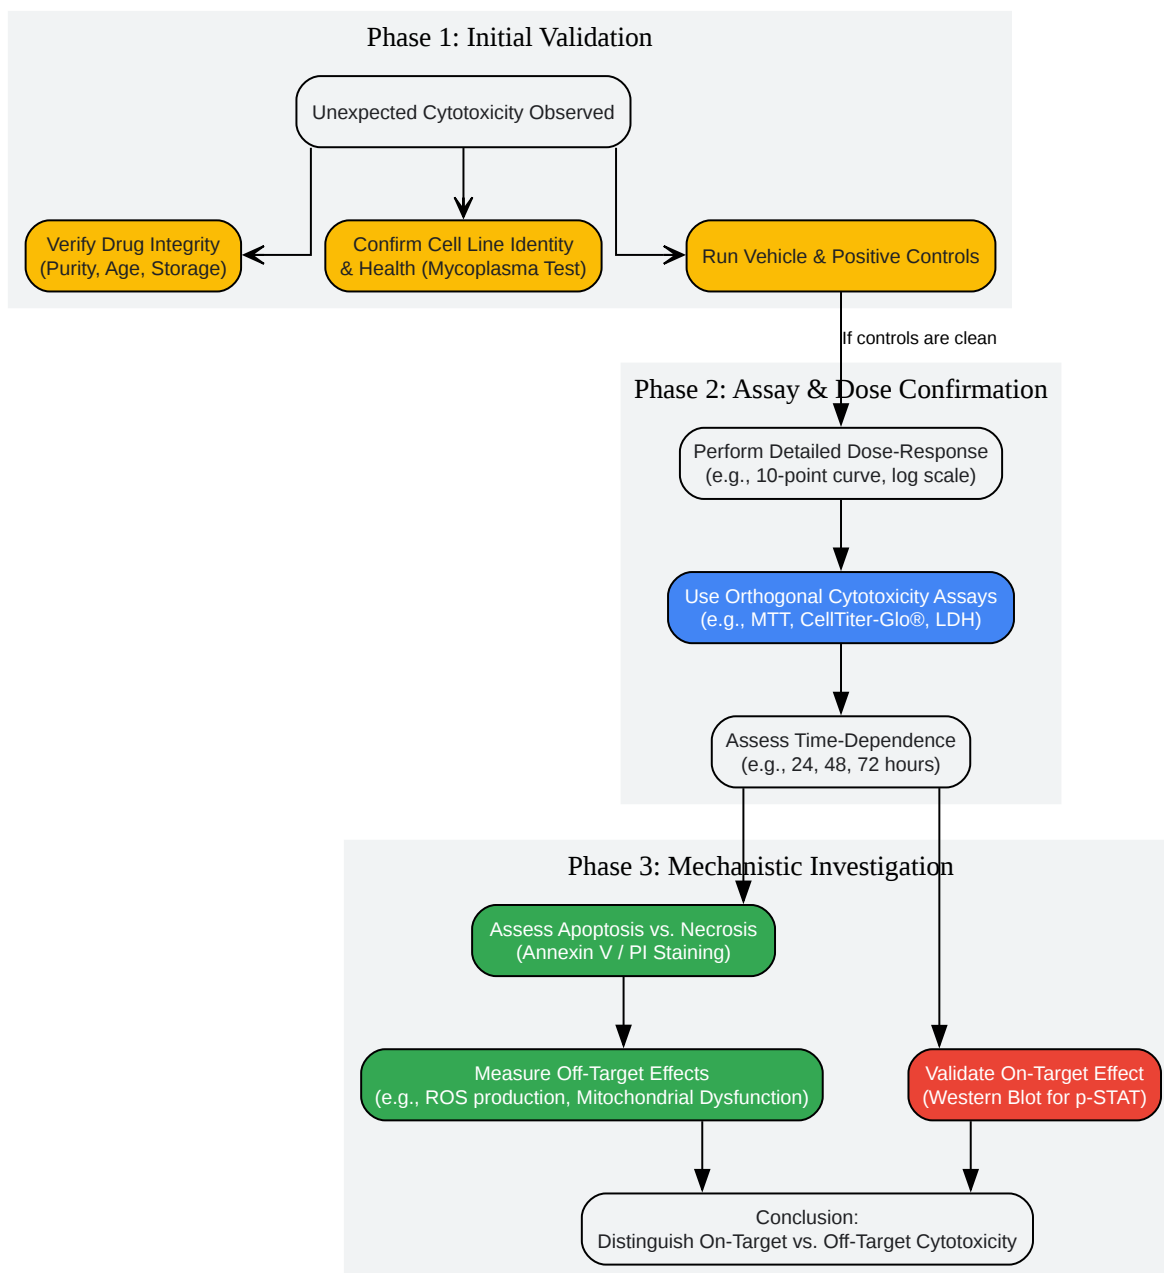 Phase 1: Initial Validation
Unexpected Cytotoxicity Observed
Verify Drug Integrity
(Purity, Age, Storage)
Confirm Cell Line Identity
& Health (Mycoplasma Test)
Run Vehicle & Positive Controls
If controls are clean
Phase 2: Assay & Dose Confirmation
Perform Detailed Dose-Response
(e.g., 10-point curve, log scale)
Use Orthogonal Cytotoxicity Assays
(e.g., MTT, CellTiter-Glo®, LDH)
Assess Time-Dependence
(e.g., 24, 48, 72 hours)
Phase 3: Mechanistic Investigation
Assess Apoptosis vs. Necrosis
(Annexin V / PI Staining)
Measure Off-Target Effects
(e.g., ROS production, Mitochondrial Dysfunction)
Validate On-Target Effect
(Western Blot for p-STAT)
Conclusion:
Distinguish On-Target vs. Off-Target Cytotoxicity